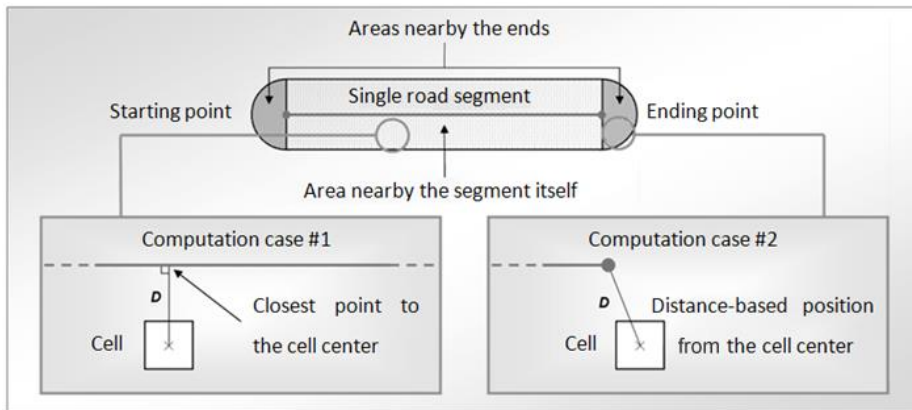 Areas nearby the ends
Starting point
Single road segment
Ending point
Area nearby the segment itself
Computation case #1
D
Closest point to
the cell center
Cell
Computation case #2
D
Distance-based position
from the cell center
Cell